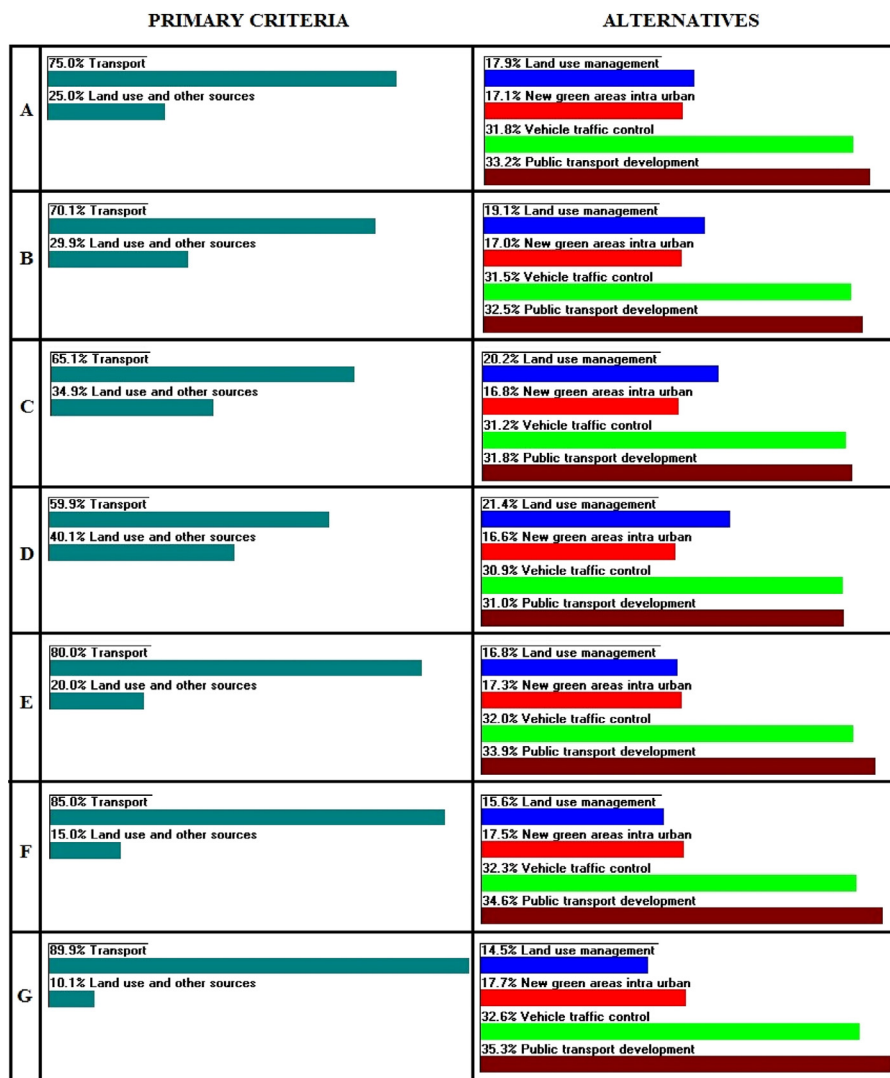 PRIMARY CRITERIA
ALTERNATIVES
A
75.0% Transport
25.0% Land use and other sources
17.9% Land use management
17.1% New green areas intra urban
31.8% Vehicle traffic control
33.2% Public transport development
B
70.1% Transport
29.9% Land use and other sources
19.1% Land use management
17.0% New green areas intra urban
31.5% Vehicle traffic control
32.5% Public transport development
C
65.1% Transport
34.9% Land use and other sources
20.2% Land use management
16.8% New green areas intra urban
31.2% Vehicle traffic control
31.8% Public transport development
D
59.9% Transport
40.1% Land use and other sources
21.4% Land use management
16.6% New green areas intra urban
30.9% Vehicle traffic control
31.0% Public transport development
E
80.0% Transport
20.0% Land use and other sources
16.8% Land use management
17.3% New green areas intra urban
32.0% Vehicle traffic control
33.9% Public transport development
F
85.0% Transport
15.0% Land use and other sources
15.6% Land use management
17.5% New green areas intra urban
32.3% Vehicle traffic control
34.6% Public transport development
G
89.9% Transport
10.1% Land use and other sources
14.5% Land use management
17.7% New green areas intra urban
32.6% Vehicle traffic control
35.3% Public transport development